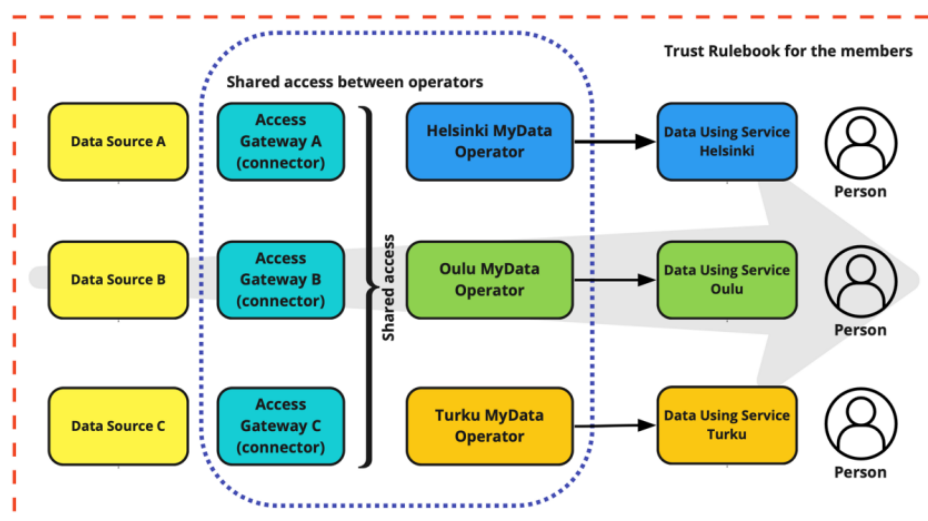 Trust Rulebook for the members
Shared access between operators
Data Source A
Access
Gateway A
(connector)
Helsinki MyData
Operator
Data Using Service
Helsinki
Person
Data Source B
Access
Gateway B
(connector)
Shared access
Oulu MyData
Operator
Data Using Service
Oulu
Person
Data Source C
Access
Gateway C
(connector)
Turku MyData
Operator
Data Using Service
Turku
Person